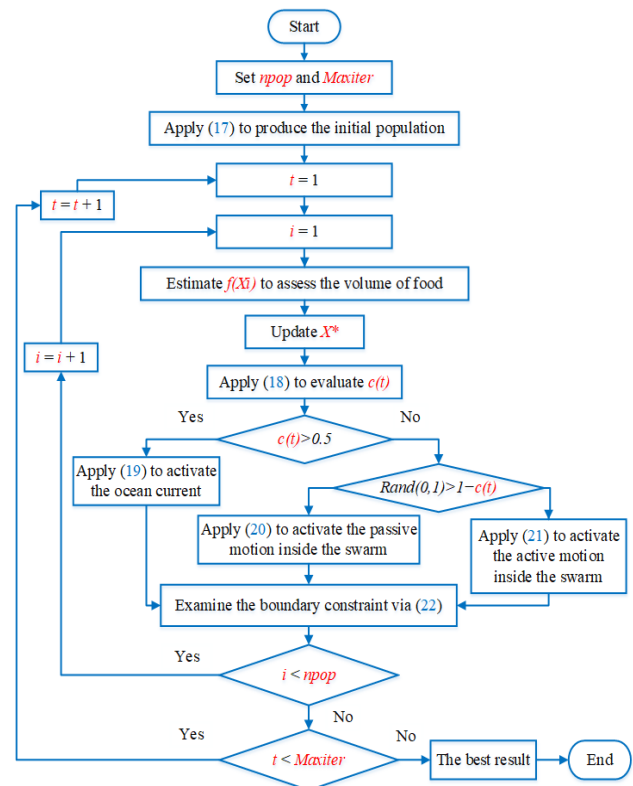 Start
Set npop and Maxiter
Apply (17) to produce the initial population
t = 1
t = t + 1
i = 1
Estimate f(Xi) to assess the volume of food
Update X*
i = i + 1
Apply (18) to evaluate c(t)
Yes
No
c(t)>0.5
Apply (19) to activate
the ocean current
Rand(0,1)>1−c(t)
Apply (20) to activate the passive
motion inside the swarm
Apply (21) to activate
the active motion
inside the swarm
Examine the boundary constraint via (22)
Yes
i < npop
No
Yes
t < Maxiter
No
The best result
End